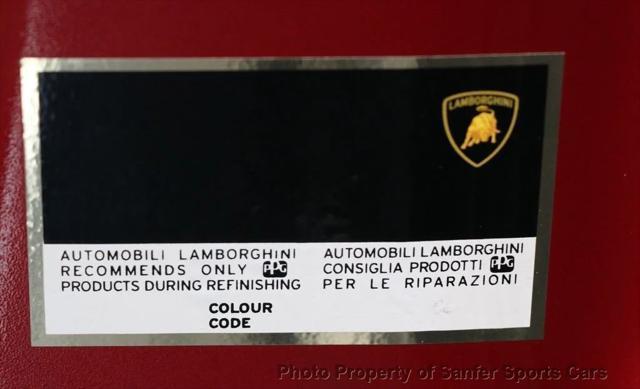 LAMBORGHINI
AUTOMOBILI LAMBORGHINI
RECOMMENDS ONLY PPG
PRODUCTS DURING REFINISHING
AUTOMOBILI LAMBORGHINI
CONSIGLIA PRODOTTI PPG
PER LE RIPARAZIONI
COLOUR
CODE
Photo Property of Sanfer Sports Cars